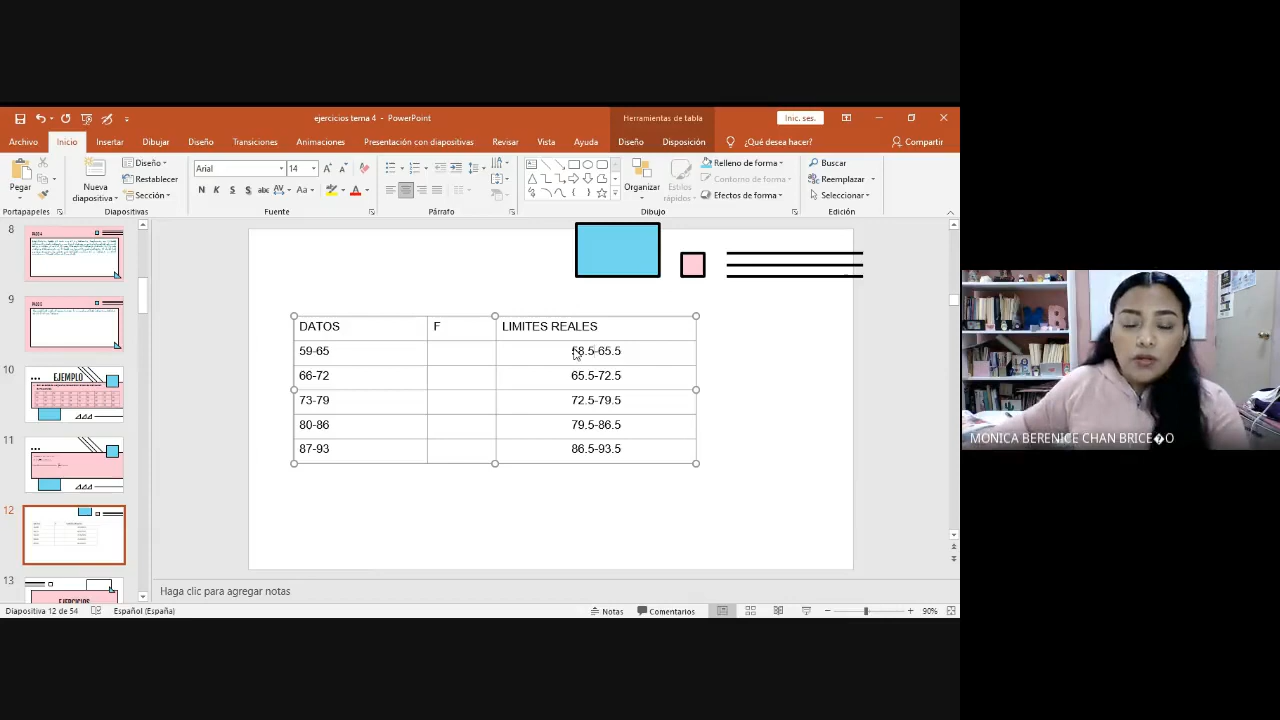 ejercicios tema 4 - PowerPoint
Herramientas de tabla
Inic. ses.
Archivo
Inicio
Insertar
Dibujar
Diseño
Transiciones
Animaciones
Presentación con diapositivas
Revisar
Vista
Ayuda
Diseño
Disposición
¿Qué desea hacer?
Compartir
Pegar
Nueva
diapositiva
Diseño
Restablecer
Sección
Arial
14
N K S S abc AV Aa A
Organizar
Estilos
rápidos
Relleno de forma
Contorno de forma
Efectos de forma
Buscar
Reemplazar
Seleccionar
Portapapeles
Diapositivas
Fuente
Párrafo
Dibujo
Edición
8
9
10
EJEMPLO
11
12
13
EJERCICIOS
DATOS F LIMITES REALES
59-65 58.5-65.5
66-72 65.5-72.5
73-79 72.5-79.5
80-86 79.5-86.5
87-93 86.5-93.5
Haga clic para agregar notas
Diapositiva 12 de 54
Español (España)
Notas
Comentarios
90%
MONICA BERENICE CHAN BRICE�O